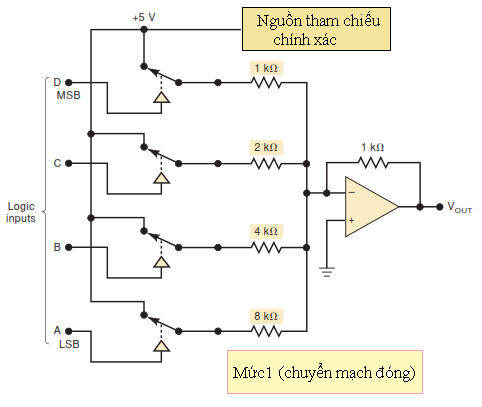 +5 V
Nguồn tham chiếu
chính xác
D
MSB
1 kΩ
C
2 kΩ
1 kΩ
Logic
inputs
−
+
VOUT
B
4 kΩ
A
LSB
8 kΩ
Mức1 (chuyển mạch đóng)